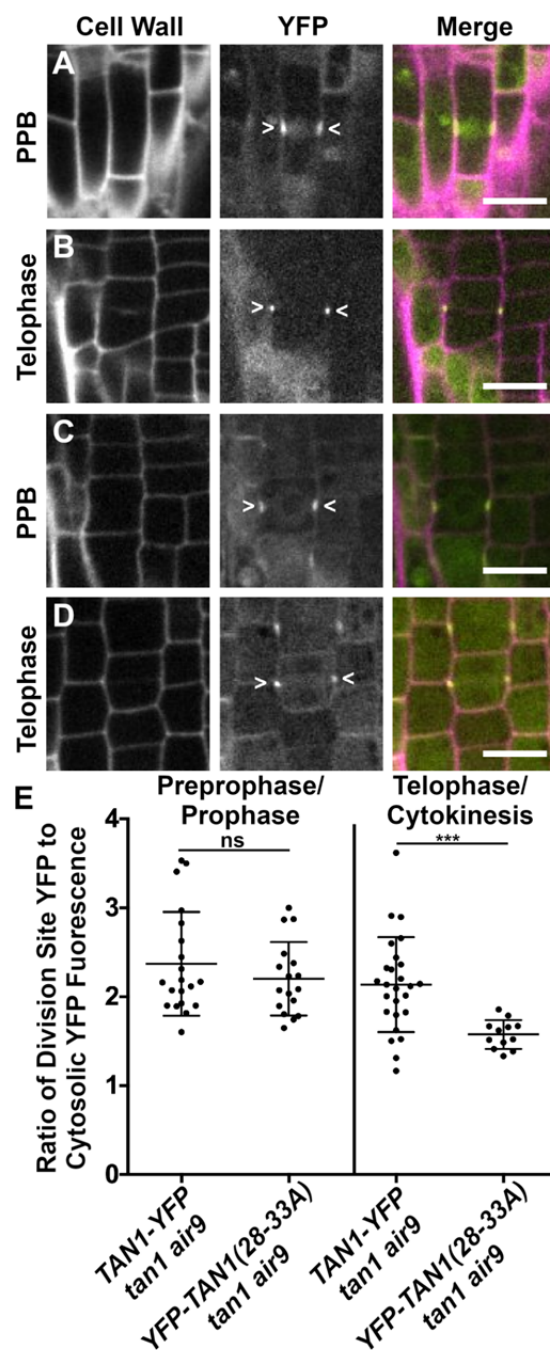 Cell Wall YFP Merge
A
PPB
> <
B
Telophase
> <
C
PPB
> <
D
Telophase
> <
E
Preprophase/ Telophase/
Prophase Cytokinesis
ns ***
Ratio of Division Site YFP to
Cytosolic YFP Fluorescence
4
3
2
1
0
TAN1-YFP
tan1 air9
YFP-TAN1(28-33A)
tan1 air9
TAN1-YFP
tan1 air9
YFP-TAN1(28-33A)
tan1 air9